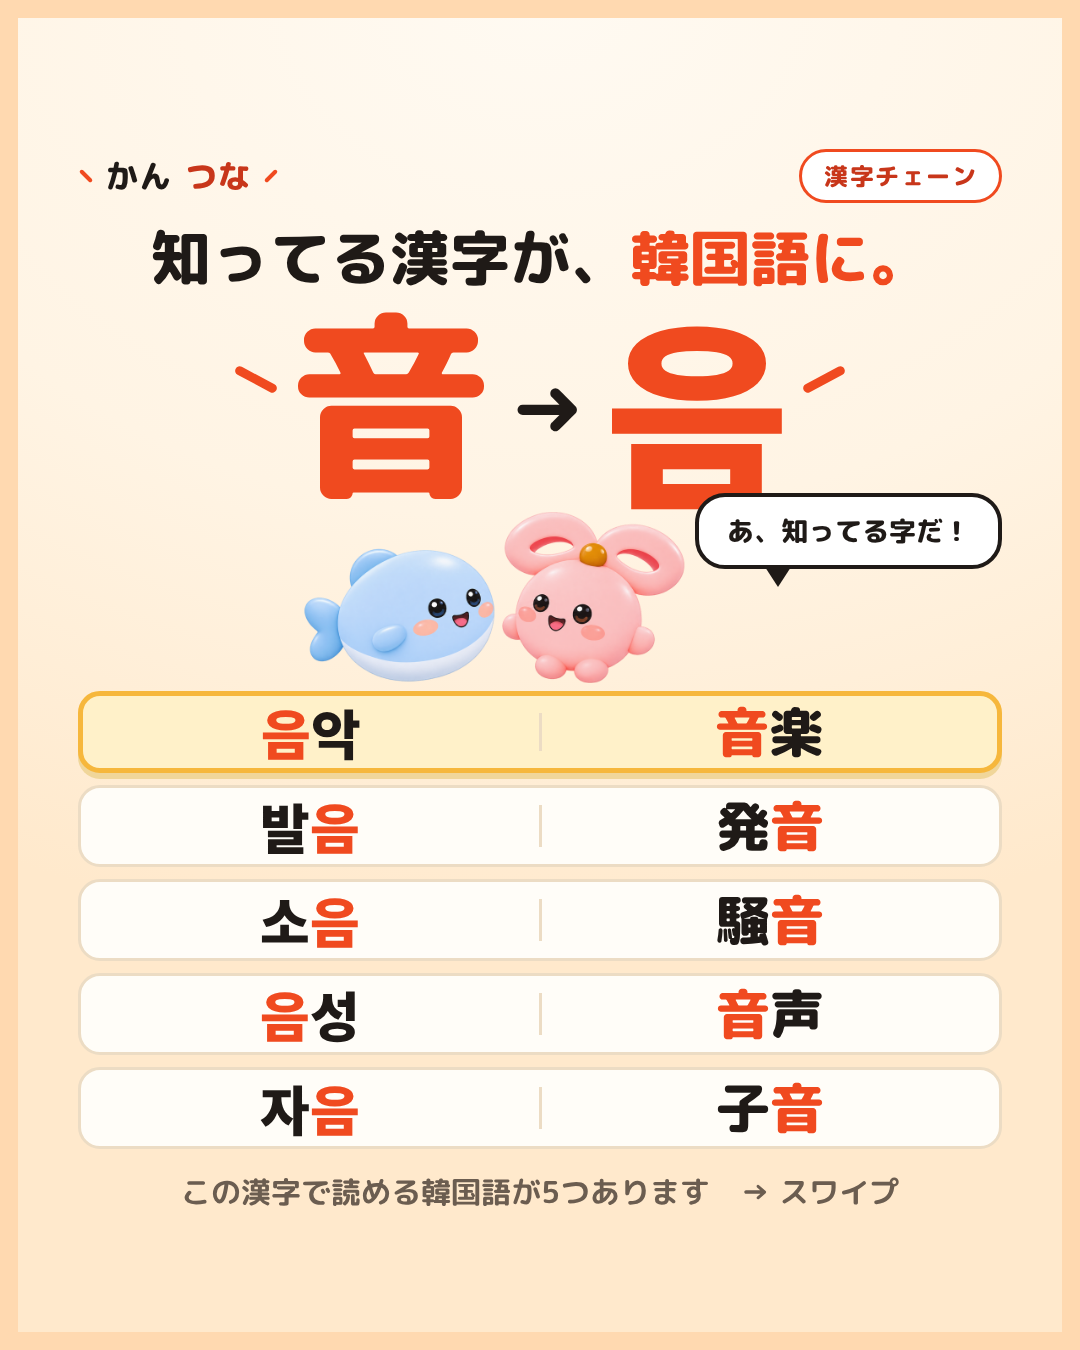 かん つな
漢字チェーン
知ってる漢字が、韓国語に。
音 → 음
あ、知ってる字だ！
음악 音楽
발음 発音
소음 騒音
음성 音声
자음 子音
この漢字で読める韓国語が5つあります → スワイプ